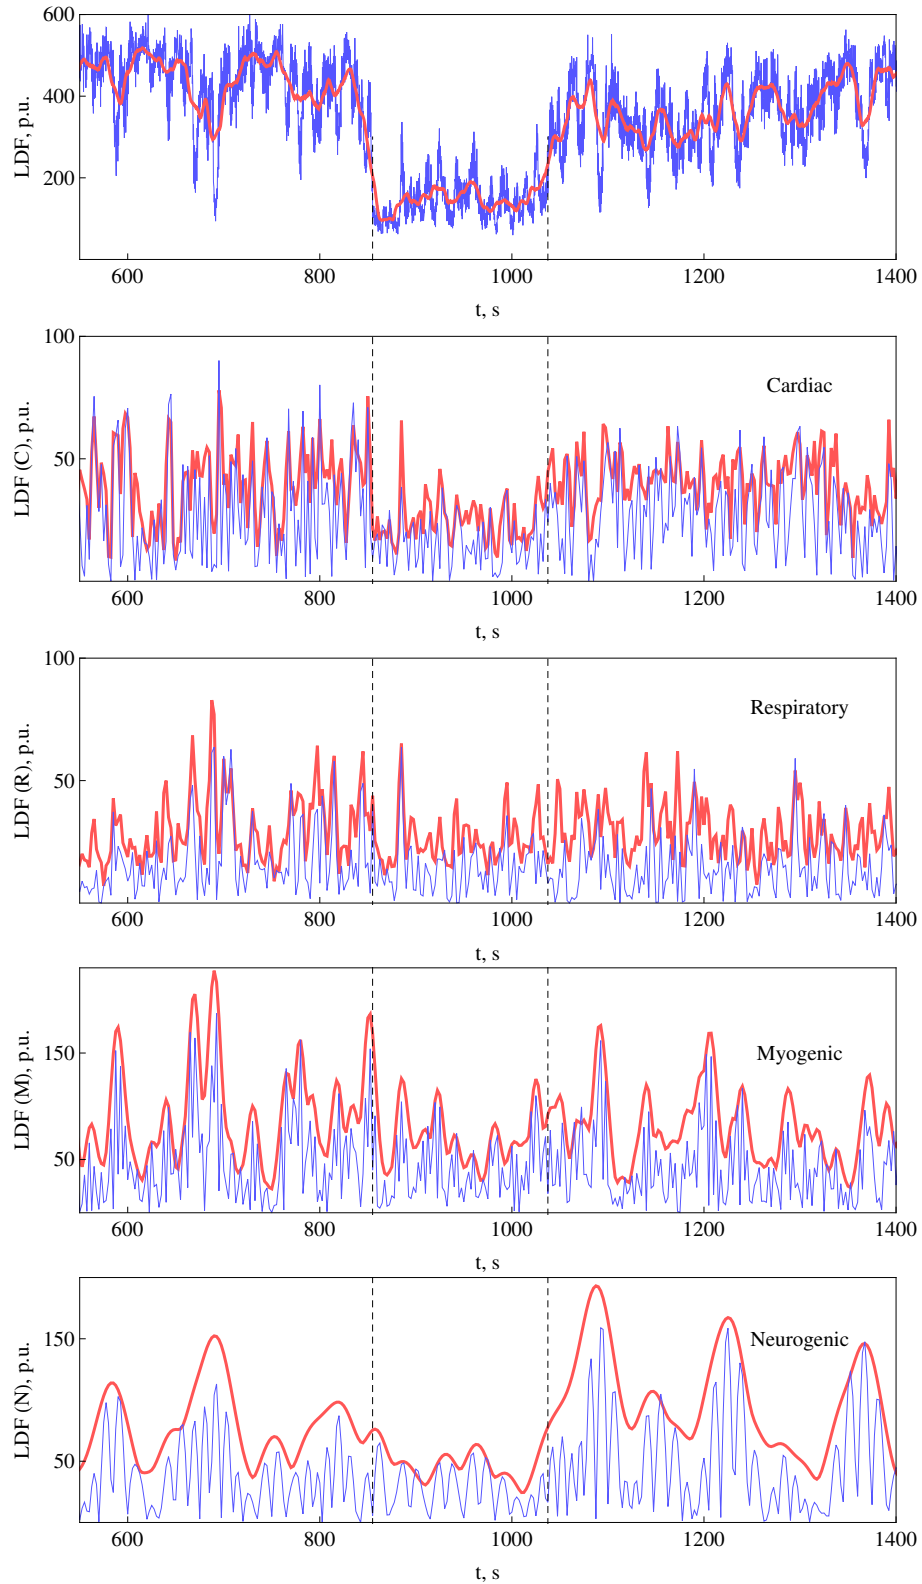 600
400
200
LDF, p.u.
600 800 1000 1200 1400
t, s
100
50
LDF (C), p.u.
Cardiac
600 800 1000 1200 1400
t, s
100
50
LDF (R), p.u.
Respiratory
600 800 1000 1200 1400
t, s
150
50
LDF (M), p.u.
Myogenic
600 800 1000 1200 1400
t, s
150
50
LDF (N), p.u.
Neurogenic
600 800 1000 1200 1400
t, s